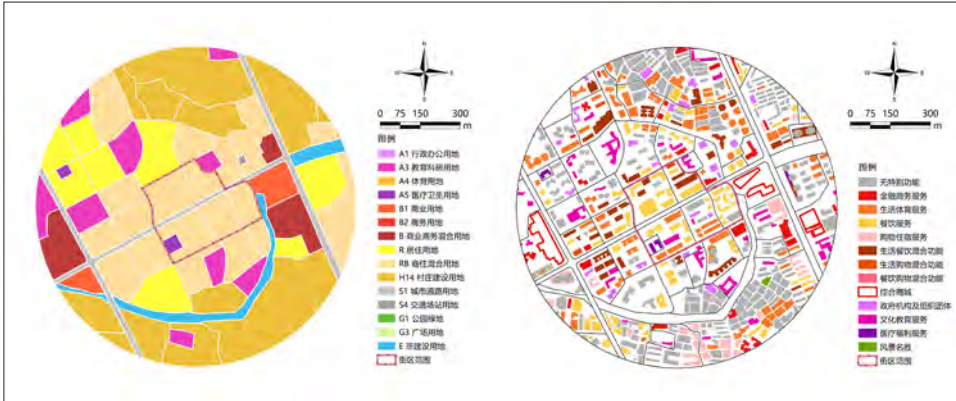 N
W
E
S
0 75 150 300
m
图例
A1 行政办公用地
A3 教育科研用地
A4 体育用地
A5 医疗卫生用地
B1 商业用地
B2 商务用地
B 商业商务混合用地
R 居住用地
RB 商住混合用地
H14 村庄建设用地
S1 城市道路用地
S4 交通场站用地
G1 公园绿地
G3 广场用地
E 非建设用地
街区范围
N
W
E
S
0 75 150 300
m
图例
无特别功能
金融商务服务
生活体育服务
餐饮服务
购物住宿服务
生活餐饮混合功能
生活购物混合功能
餐饮购物混合功能
综合商城
政府机构及组织团体
文化教育服务
医疗福利服务
风景名胜
街区范围